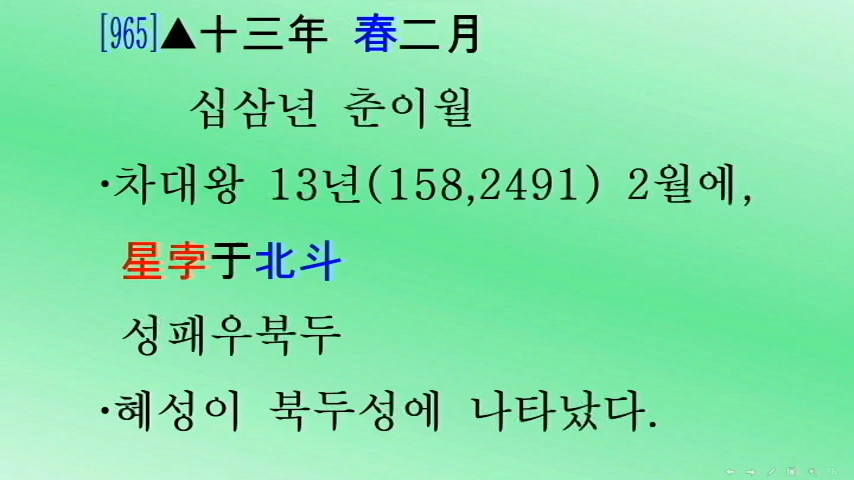 [965]▲十三年 春二月
십삼년 춘이월
·차대왕 13년(158,2491) 2월에,
星孛于北斗
성패우북두
·혜성이 북두성에 나타났다.